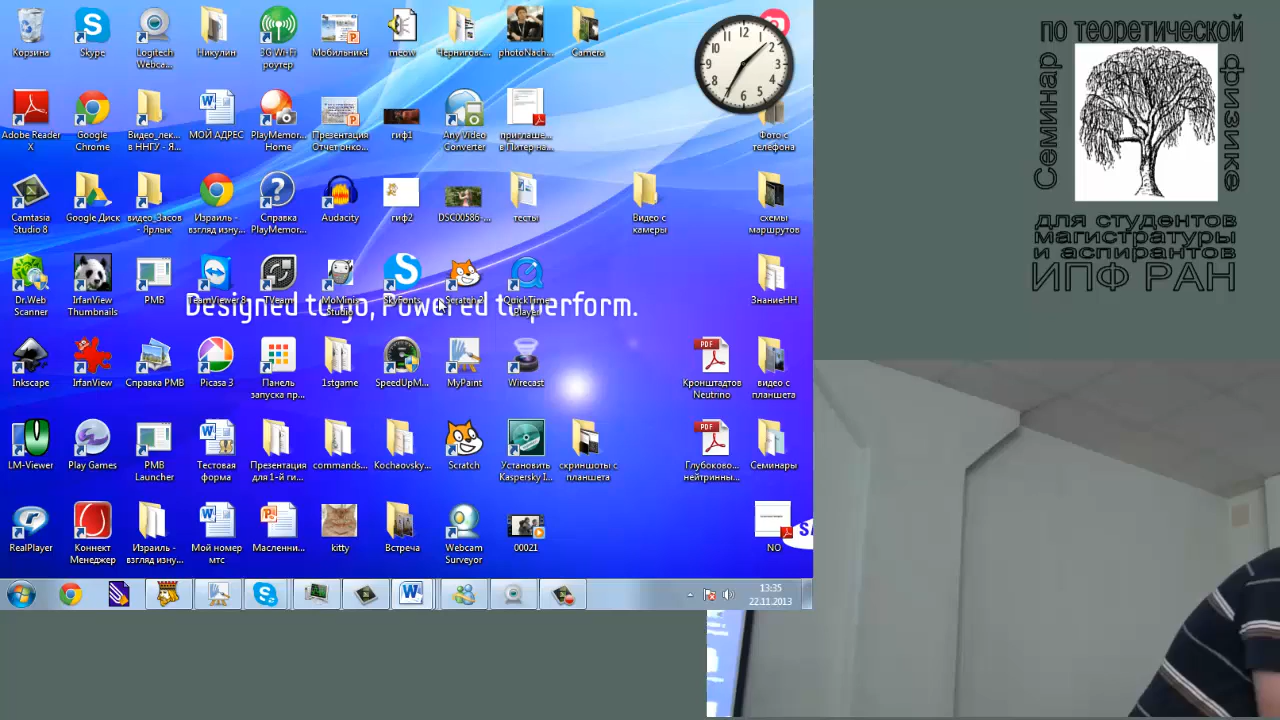 Корзина
Skype
Logitech
Webca...
Никулин
3G Wi-Fi
роутер
Мобильник4
meow
Чернигов...
photoNach...
Camera
Adobe Reader
X
Google
Chrome
Видео_лек...
в ННГУ - Я...
МОЙ АДРЕС
PlayMemor...
Home
Презентация
Отчет онко...
гиф1
Any Video
Converter
приглаше...
в Питер на...
Фото с
телефона
Camtasia
Studio 8
Google Диск
видео_Засов
- Ярлык
Израиль -
взгляд изну...
Справка
PlayMemor...
Audacity
гиф2
DSC00586-...
тесты
Видео с
камеры
схемы
маршрутов
Dr.Web
Scanner
IrfanView
Thumbnails
PMB
TeamViewer 8
Studio
Scratch 2
QuickTime
Player
ЗнаниеНН
Designed to go, Powered to perform.
Inkscape
IrfanView
Справка PMB
Picasa 3
Панель
запуска пр...
1stgame
SpeedUpM...
MyPaint
Wirecast
Кронштадтов
Neutrino
видео с
планшета
LM-Viewer
Play Games
PMB
Launcher
Тестовая
форма
Презентация
для 1-й ги...
commands...
Kochaovsky...
Scratch
Установить
Kaspersky I...
скриншоты с
планшета
Глубоково...
нейтринны...
Семинары
RealPlayer
Коннект
Менеджер
Израиль -
взгляд изну...
Мой номер
мтс
Масленни...
kitty
Встреча
Webcam
Surveyor
00021
NO
13:35
22.11.2013
Семинар
по теоретической
физике
для студентов
магистратуры
и аспирантов
ИПФ РАН